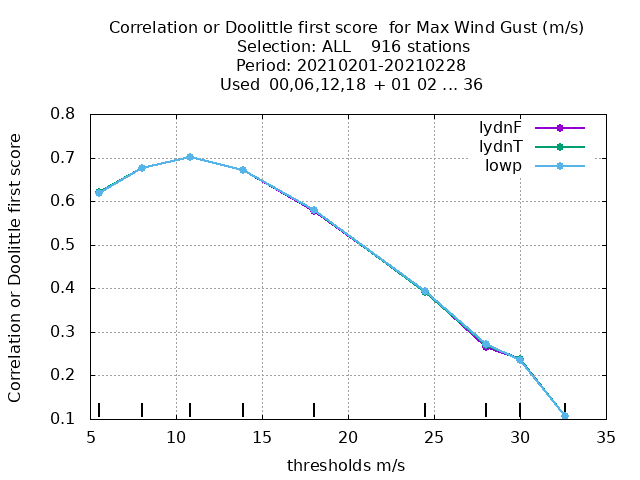 Correlation or Doolittle first score  for Max Wind Gust (m/s)
Selection: ALL    916 stations
Period: 20210201-20210228
Used  00,06,12,18  + 01 02 ... 36
Correlation or Doolittle first score
0.8
0.7
0.6
0.5
0.4
0.3
0.2
0.1
lydnF
lydnT
lowp
5 10 15 20 25 30 35
thresholds m/s